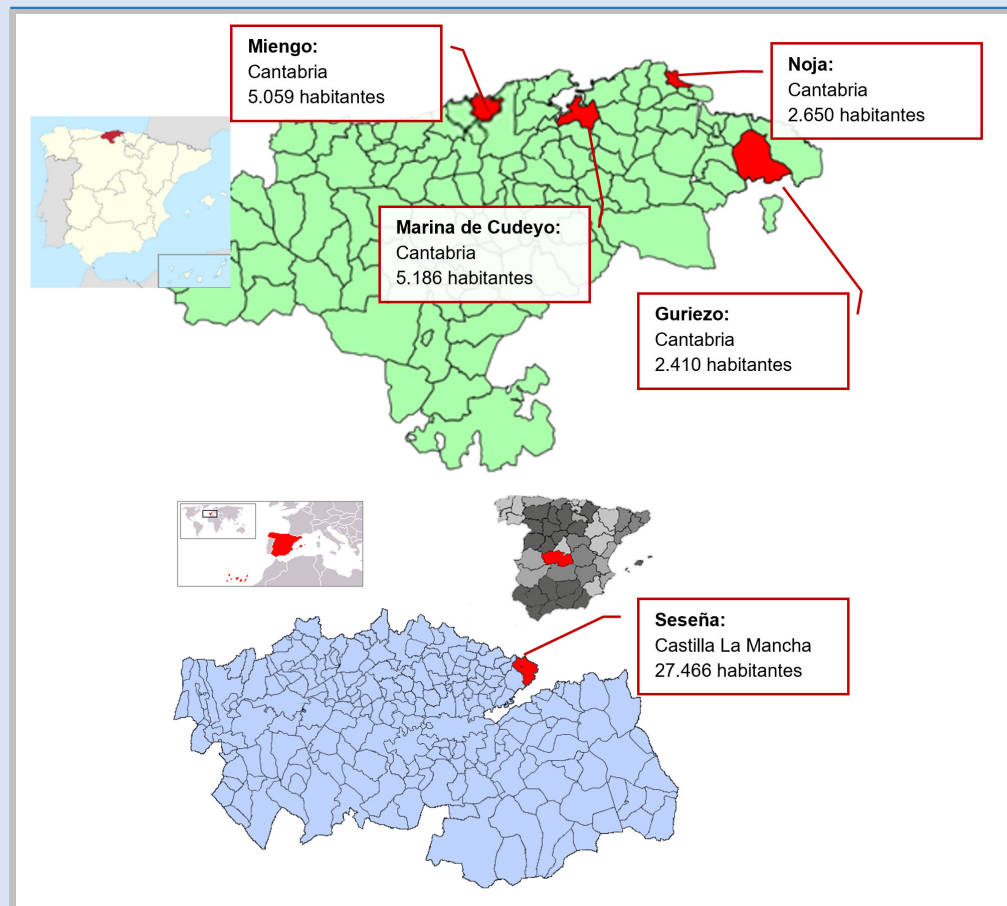 Miengo:
Cantabria
5.059 habitantes
Noja:
Cantabria
2.650 habitantes
Marina de Cudeyo:
Cantabria
5.186 habitantes
Guriezo:
Cantabria
2.410 habitantes
Seseña:
Castilla La Mancha
27.466 habitantes